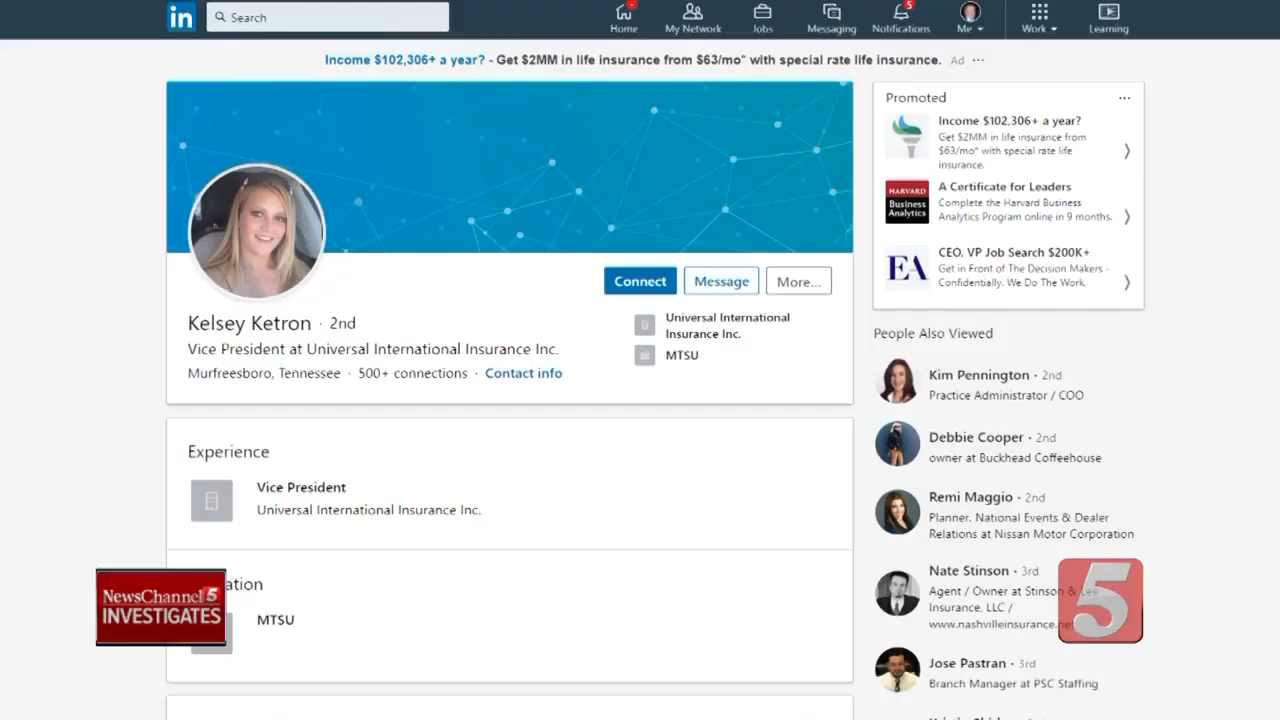 in
Search
5
Home
My Network
Jobs
Messaging
Notifications
Me
Work
Learning
Income $102,306+ a year? - Get $2MM in life insurance from $63/mo* with special rate life insurance. Ad ...
Kelsey Ketron · 2nd
Vice President at Universal International Insurance Inc.
Murfreesboro, Tennessee · 500+ connections · Contact info
Connect
Message
More...
Universal International
Insurance Inc.
MTSU
Experience
Vice President
Universal International Insurance Inc.
ation
MTSU
NewsChannel 5
INVESTIGATES
Promoted ...
Income $102,306+ a year?
Get $2MM in life insurance from
$63/mo* with special rate life
insurance.
HARVARD
Business
Analytics
A Certificate for Leaders
Complete the Harvard Business
Analytics Program online in 9 months.
EA
CEO, VP Job Search $200K+
Get in Front of The Decision Makers -
Confidentially. We Do The Work.
People Also Viewed
Kim Pennington · 2nd
Practice Administrator / COO
Debbie Cooper · 2nd
owner at Buckhead Coffeehouse
Remi Maggio · 2nd
Planner, National Events & Dealer
Relations at Nissan Motor Corporation
Nate Stinson · 3rd
Agent / Owner at Stinson & Lee
Insurance, LLC /
www.nashvilleinsurance.ne
5
Jose Pastran · 3rd
Branch Manager at PSC Staffing